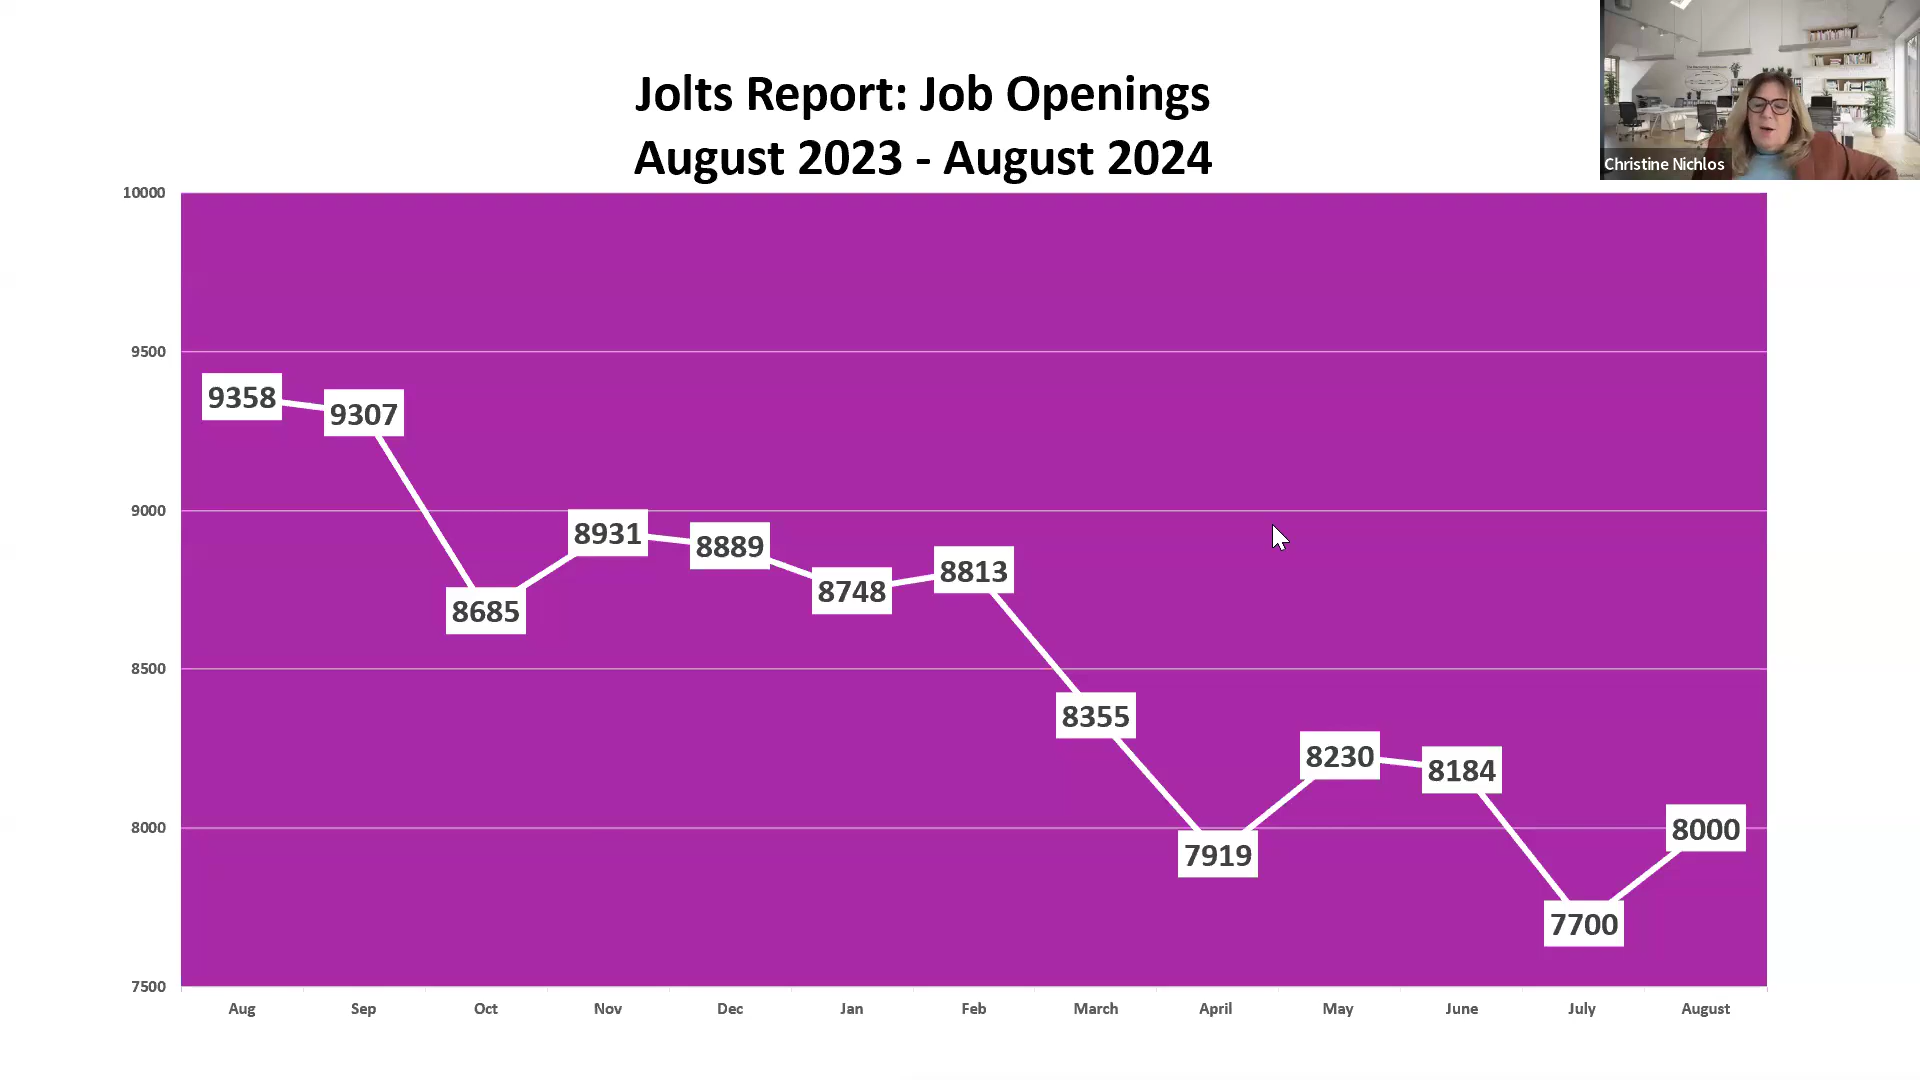 Jolts Report: Job Openings
August 2023 - August 2024
Christine Nichlos
10000
9500
9000
8500
8000
7500
9358
9307
8685
8931
8889
8748
8813
8355
7919
8230
8184
7700
8000
Aug
Sep
Oct
Nov
Dec
Jan
Feb
March
April
May
June
July
August